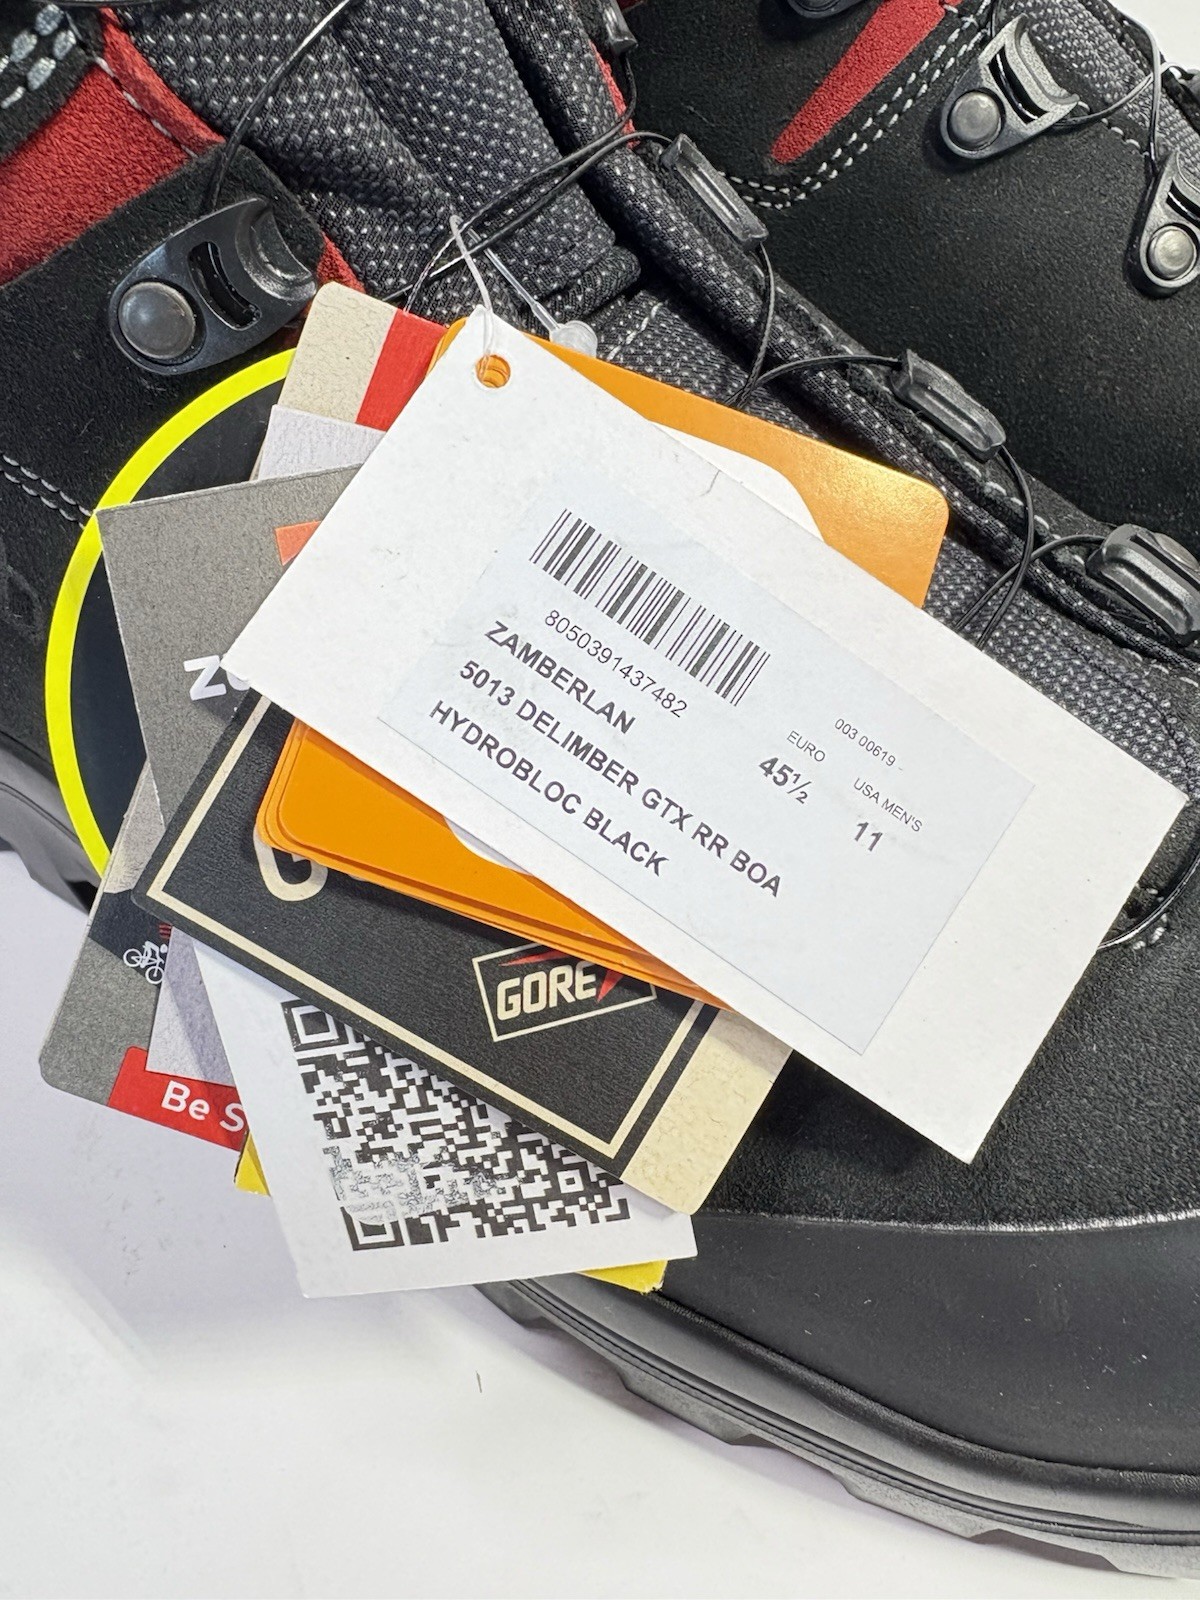 8050391437482
ZAMBERLAN
5013 DELIMBER GTX RR BOA
HYDROBLOC BLACK
003 00619 -
EURO
45½
USA MEN'S
11
GORE
Be S